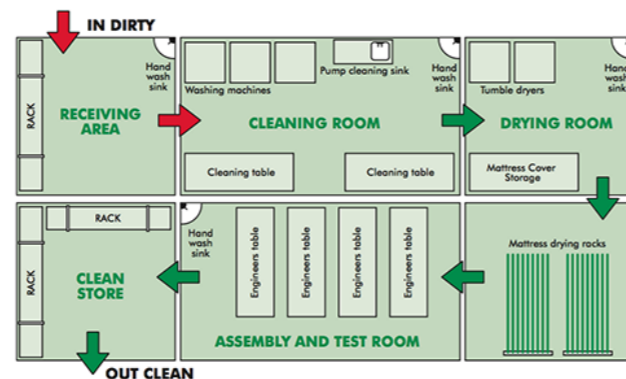 IN DIRTY
Hand
wash
sink
RACK
RECEIVING
AREA
Washing machines
Pump cleaning sink
Hand
wash
sink
CLEANING ROOM
Cleaning table
Cleaning table
Tumble dryers
Hand
wash
sink
DRYING ROOM
Mattress Cover
Storage
Mattress drying racks
Hand
wash
sink
Engineers table
Engineers table
Engineers table
Engineers table
ASSEMBLY AND TEST ROOM
RACK
RACK
CLEAN
STORE
OUT CLEAN